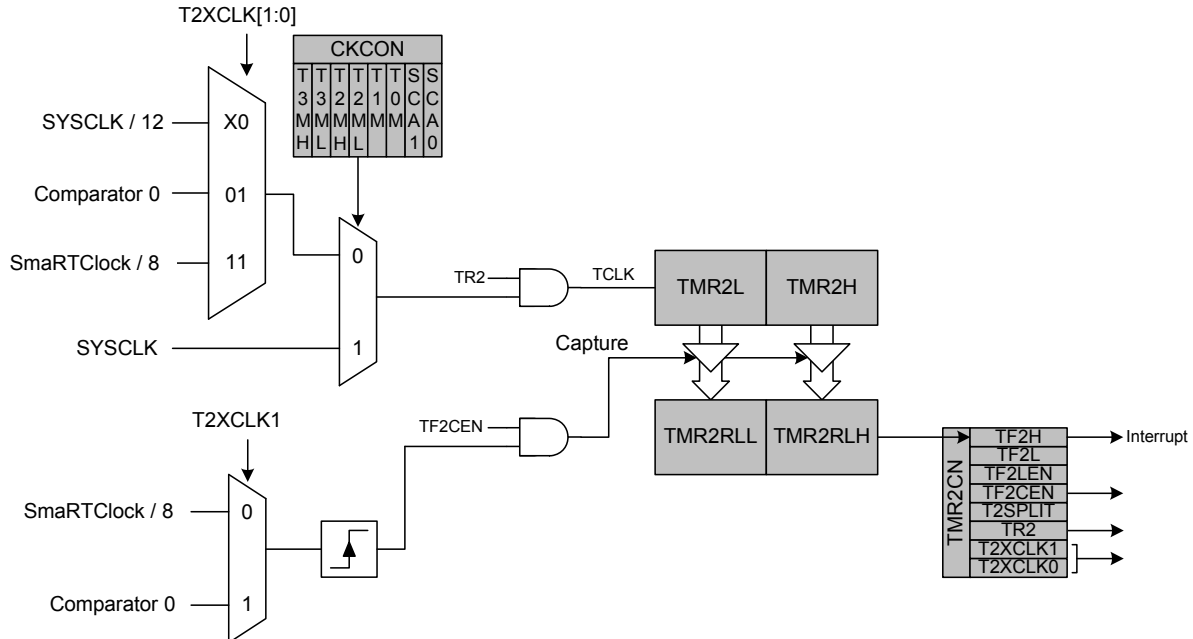 T2XCLK[1:0]
CKCON
T3MH T3ML T2MH T2ML T1M T0M SCA1 SCA0
SYSCLK / 12
X0
Comparator 0
01
SmaRTClock / 8
11
0
SYSCLK
1
TR2
TCLK
TMR2L
TMR2H
Capture
TMR2RLL
TMR2RLH
T2XCLK1
TF2CEN
SmaRTClock / 8
0
Comparator 0
1
TMR2CN
TF2H
Interrupt
TF2L
TF2LEN
TF2CEN
T2SPLIT
TR2
T2XCLK1
T2XCLK0